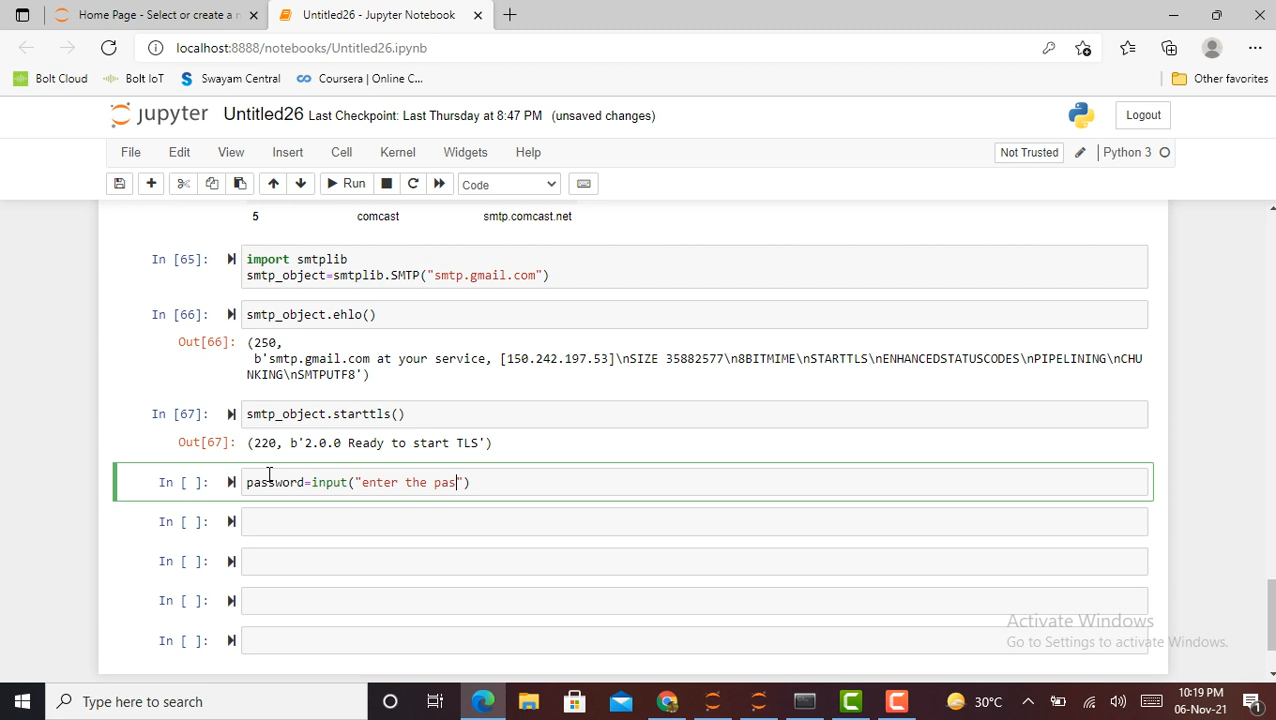 Home Page - Select or create a n
Untitled26 - Jupyter Notebook
localhost:8888/notebooks/Untitled26.ipynb
Bolt Cloud
Bolt IoT
Swayam Central
Coursera | Online C...
Other favorites
jupyter Untitled26 Last Checkpoint: Last Thursday at 8:47 PM (unsaved changes)
Logout
File Edit View Insert Cell Kernel Widgets Help
Not Trusted
Python 3
Run
Code
5 comcast smtp.comcast.net
In [65]: import smtplib
smtp_object=smtplib.SMTP("smtp.gmail.com")
In [66]: smtp_object.ehlo()
Out[66]: (250,
b'smtp.gmail.com at your service, [150.242.197.53]\nSIZE 35882577\n8BITMIME\nSTARTTLS\nENHANCEDSTATUSCODES\nPIPELINING\nCHU
NKING\nSMTPUTF8')
In [67]: smtp_object.starttls()
Out[67]: (220, b'2.0.0 Ready to start TLS')
In [ ]: password=input("enter the pas")
In [ ]:
In [ ]:
In [ ]:
In [ ]:
Activate Windows
Go to Settings to activate Windows.
Type here to search
30°C
10:19 PM
06-Nov-21
1